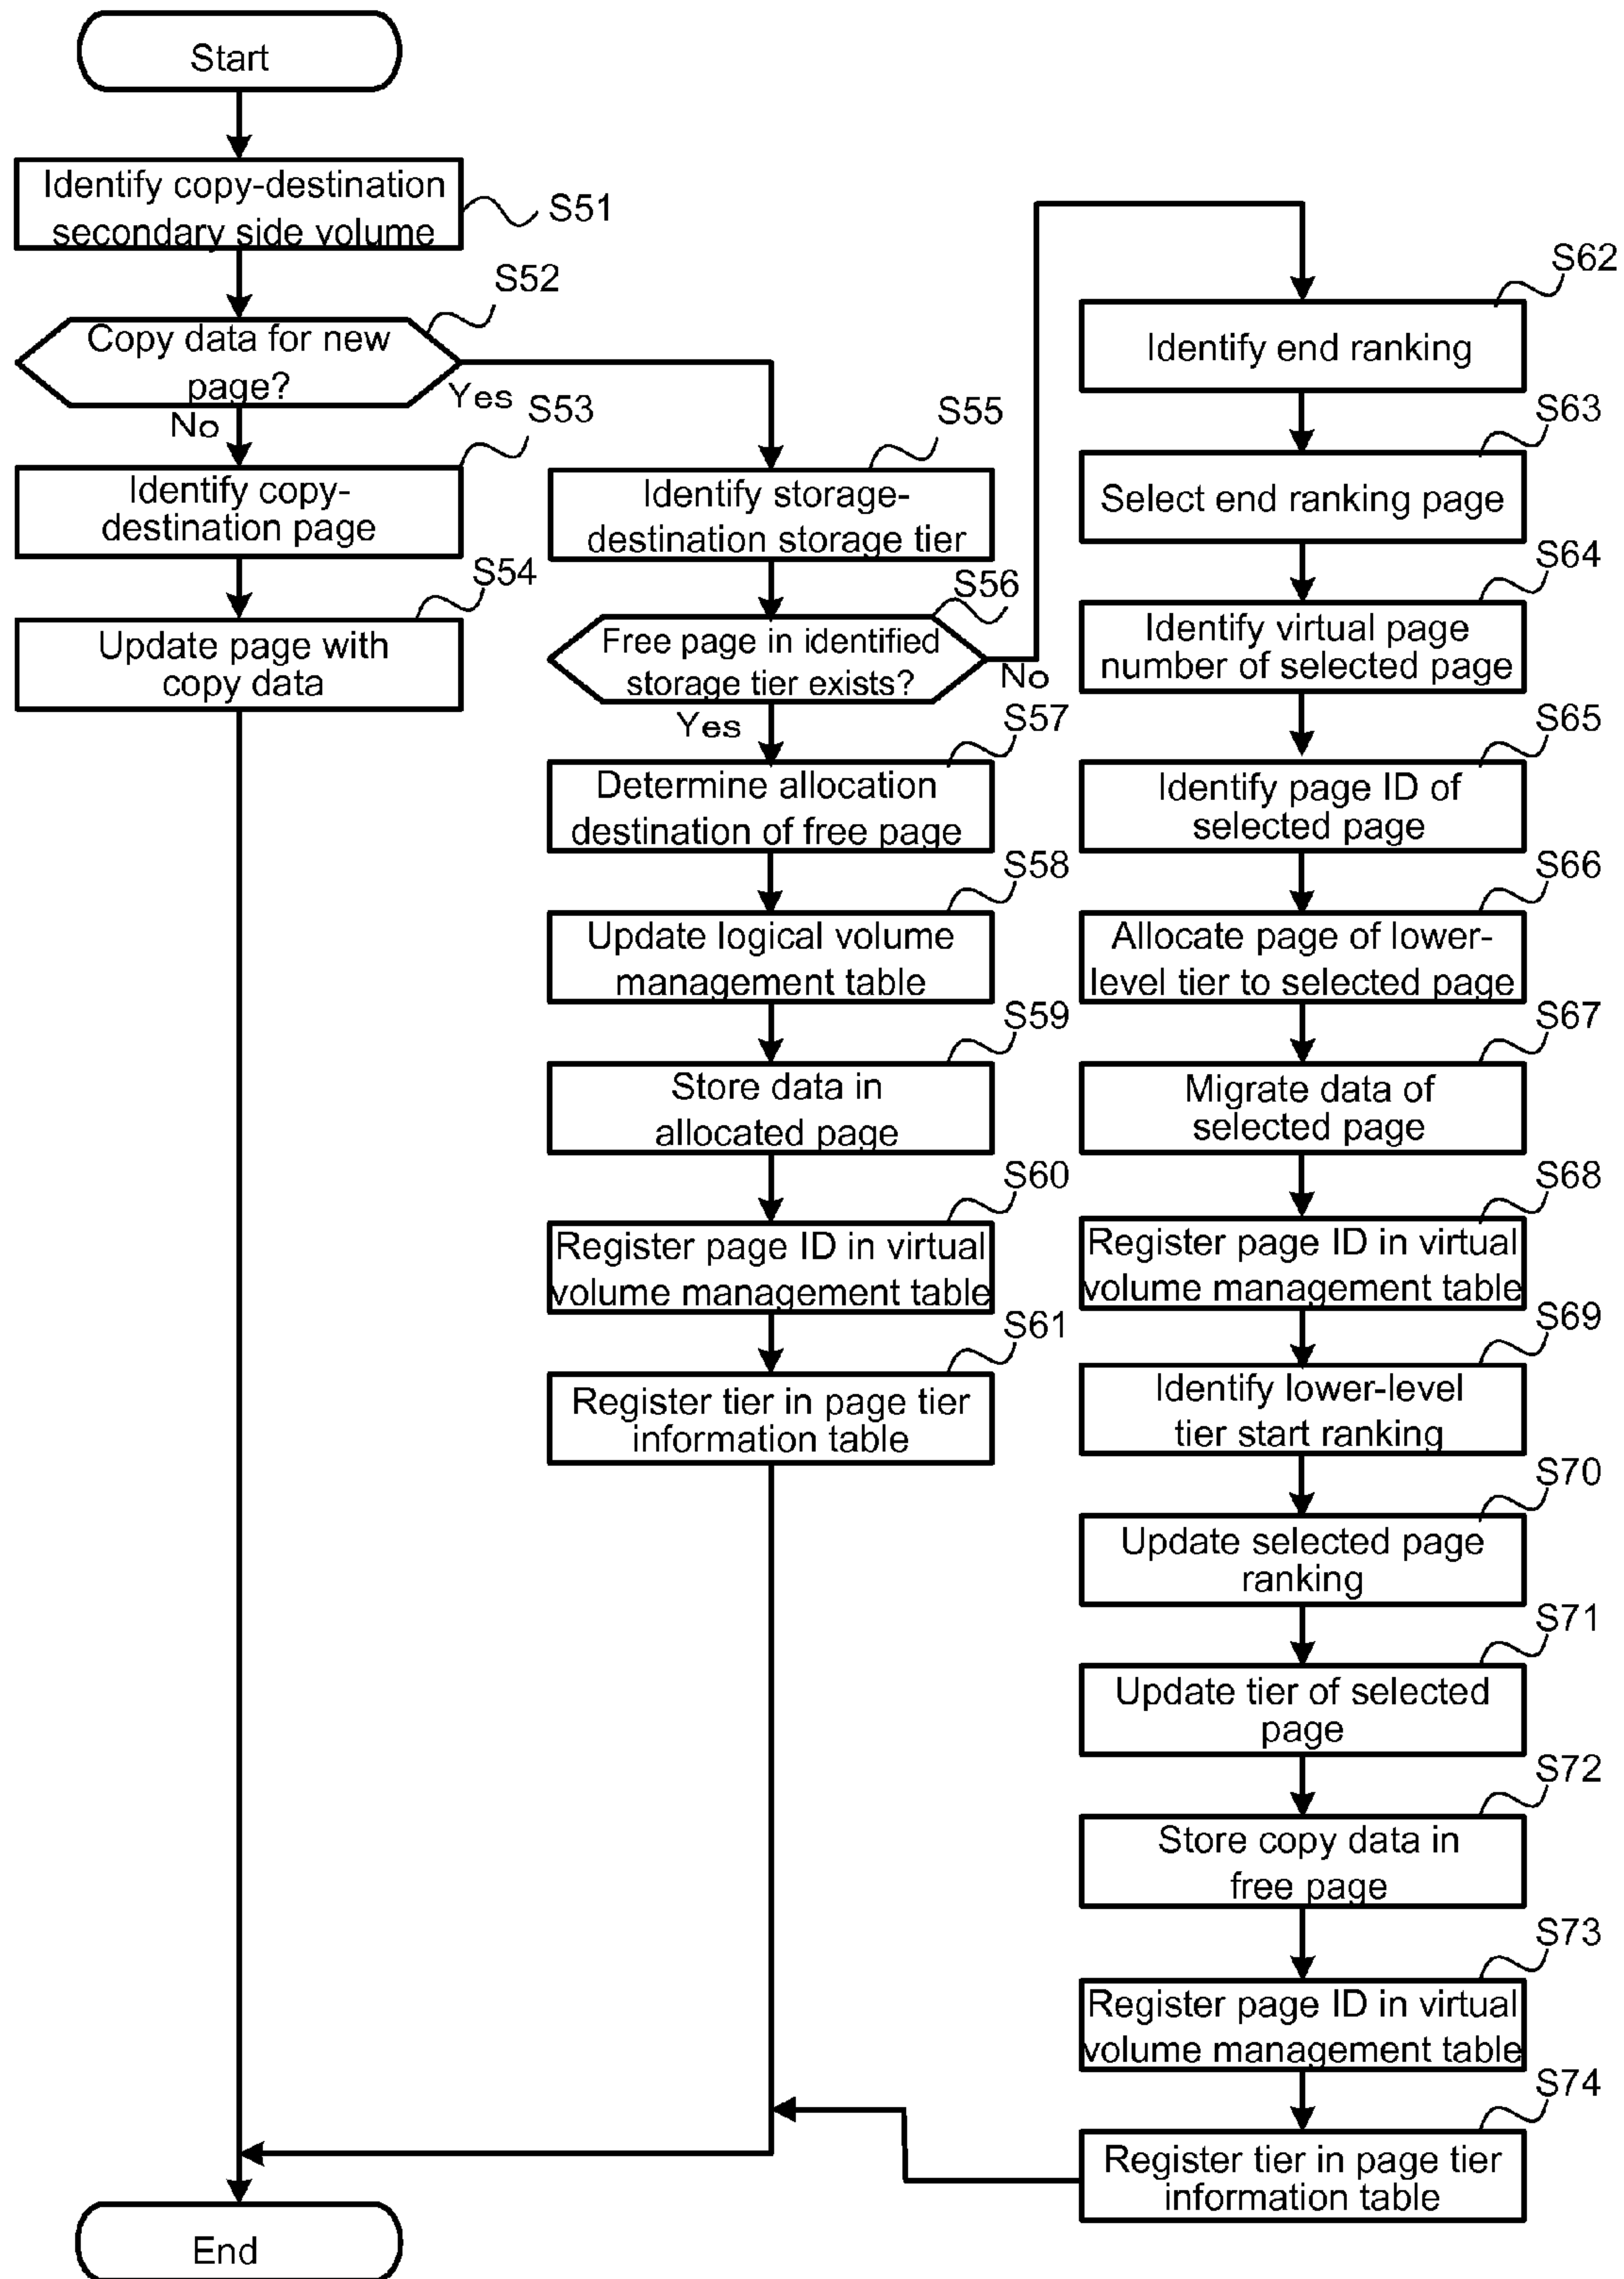 Start
Identify copy-destination
secondary side volume
S51
S52
Copy data for new
page?
Yes
No
S53
Identify copy-
destination page
S54
Update page with
copy data
S55
Identify storage-
destination storage tier
S56
Free page in identified
storage tier exists?
No
Yes
S57
Determine allocation
destination of free page
S58
Update logical volume
management table
S59
Store data in
allocated page
S60
Register page ID in virtual
volume management table
S61
Register tier in page tier
information table
S62
Identify end ranking
S63
Select end ranking page
S64
Identify virtual page
number of selected page
S65
Identify page ID of
selected page
S66
Allocate page of lower-
level tier to selected page
S67
Migrate data of
selected page
S68
Register page ID in virtual
volume management table
S69
Identify lower-level
tier start ranking
S70
Update selected page
ranking
S71
Update tier of selected
page
S72
Store copy data in
free page
S73
Register page ID in virtual
volume management table
S74
Register tier in page tier
information table
End